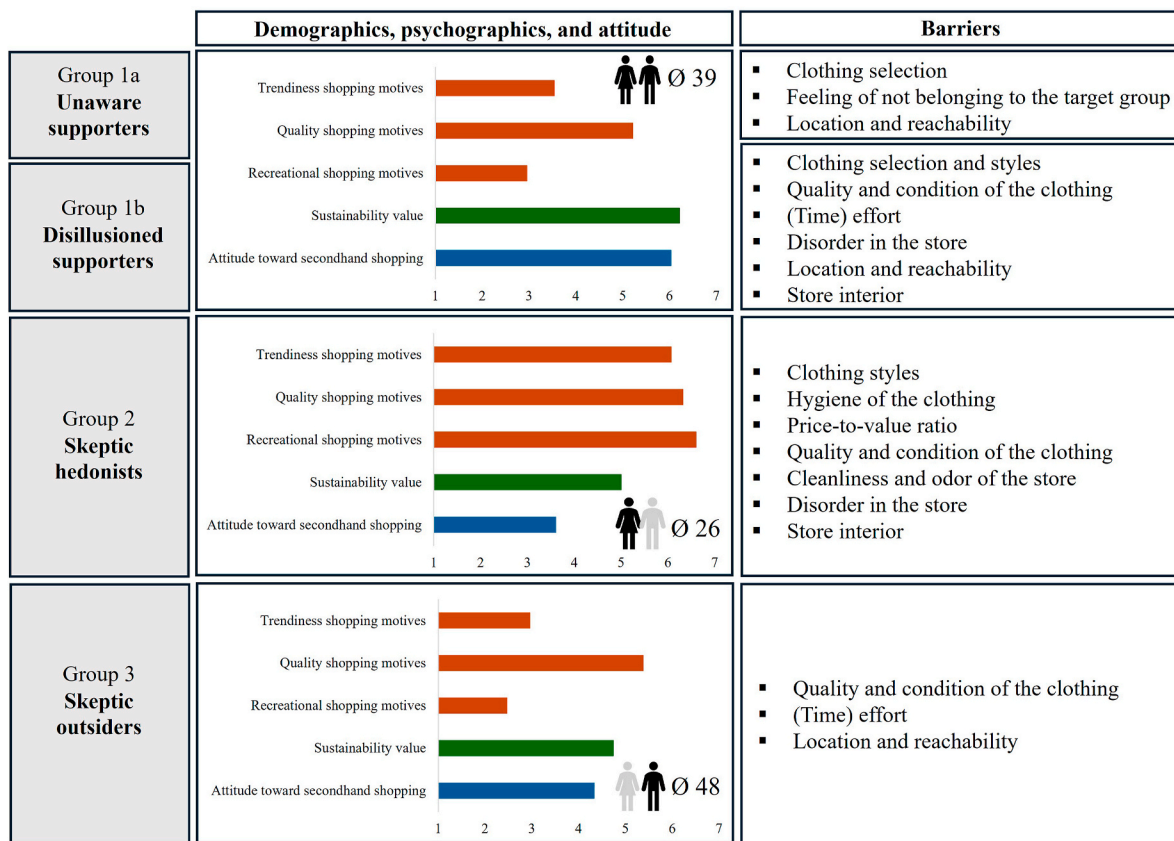 Demographics, psychographics, and attitude
Barriers
Group 1a
Unaware
supporters
Group 1b
Disillusioned
supporters
Trendiness shopping motives
Quality shopping motives
Recreational shopping motives
Sustainability value
Attitude toward secondhand shopping
Ø 39
1 2 3 4 5 6 7
▪ Clothing selection
▪ Feeling of not belonging to the target group
▪ Location and reachability
▪ Clothing selection and styles
▪ Quality and condition of the clothing
▪ (Time) effort
▪ Disorder in the store
▪ Location and reachability
▪ Store interior
Group 2
Skeptic
hedonists
Trendiness shopping motives
Quality shopping motives
Recreational shopping motives
Sustainability value
Attitude toward secondhand shopping
Ø 26
1 2 3 4 5 6 7
▪ Clothing styles
▪ Hygiene of the clothing
▪ Price-to-value ratio
▪ Quality and condition of the clothing
▪ Cleanliness and odor of the store
▪ Disorder in the store
▪ Store interior
Group 3
Skeptic
outsiders
Trendiness shopping motives
Quality shopping motives
Recreational shopping motives
Sustainability value
Attitude toward secondhand shopping
Ø 48
1 2 3 4 5 6 7
▪ Quality and condition of the clothing
▪ (Time) effort
▪ Location and reachability